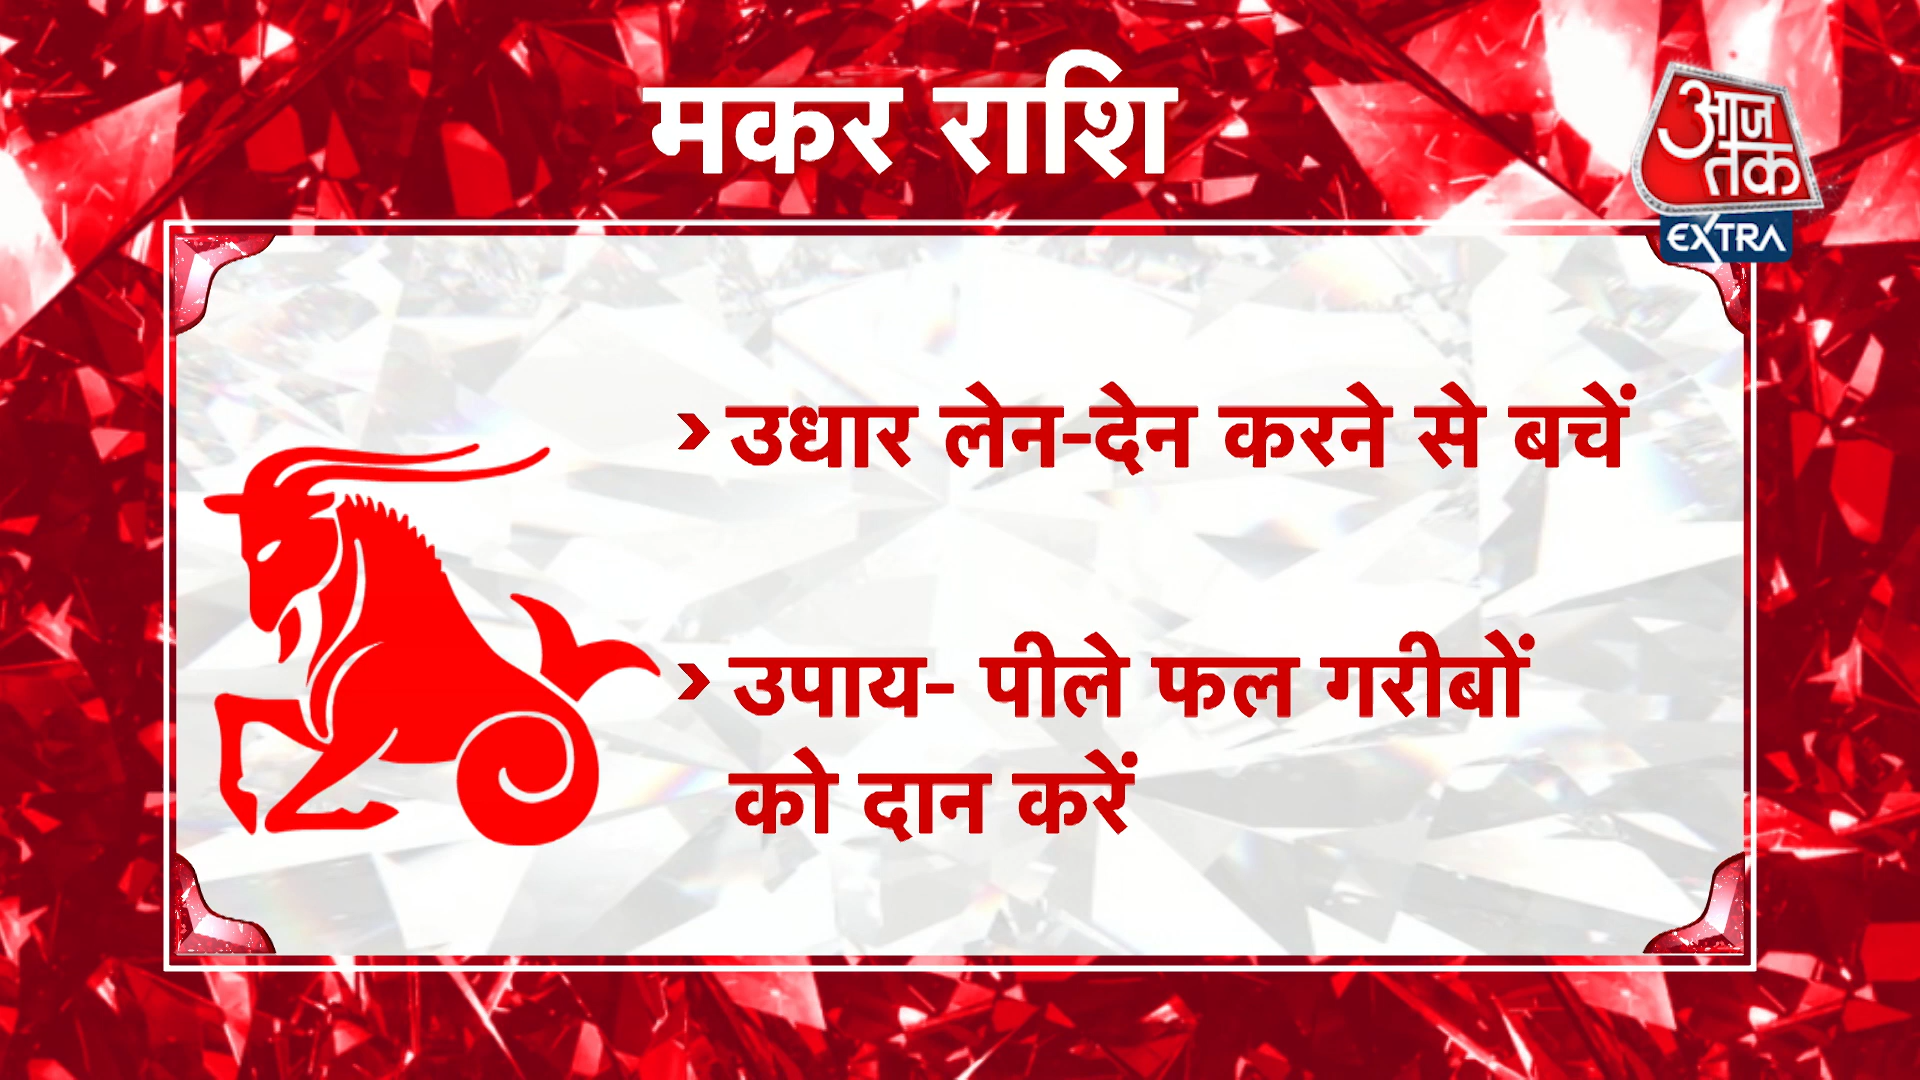 मकर राशि
आज
तक
EXTRA
› उधार लेन-देन करने से बचें
› उपाय- पीले फल गरीबों
को दान करें